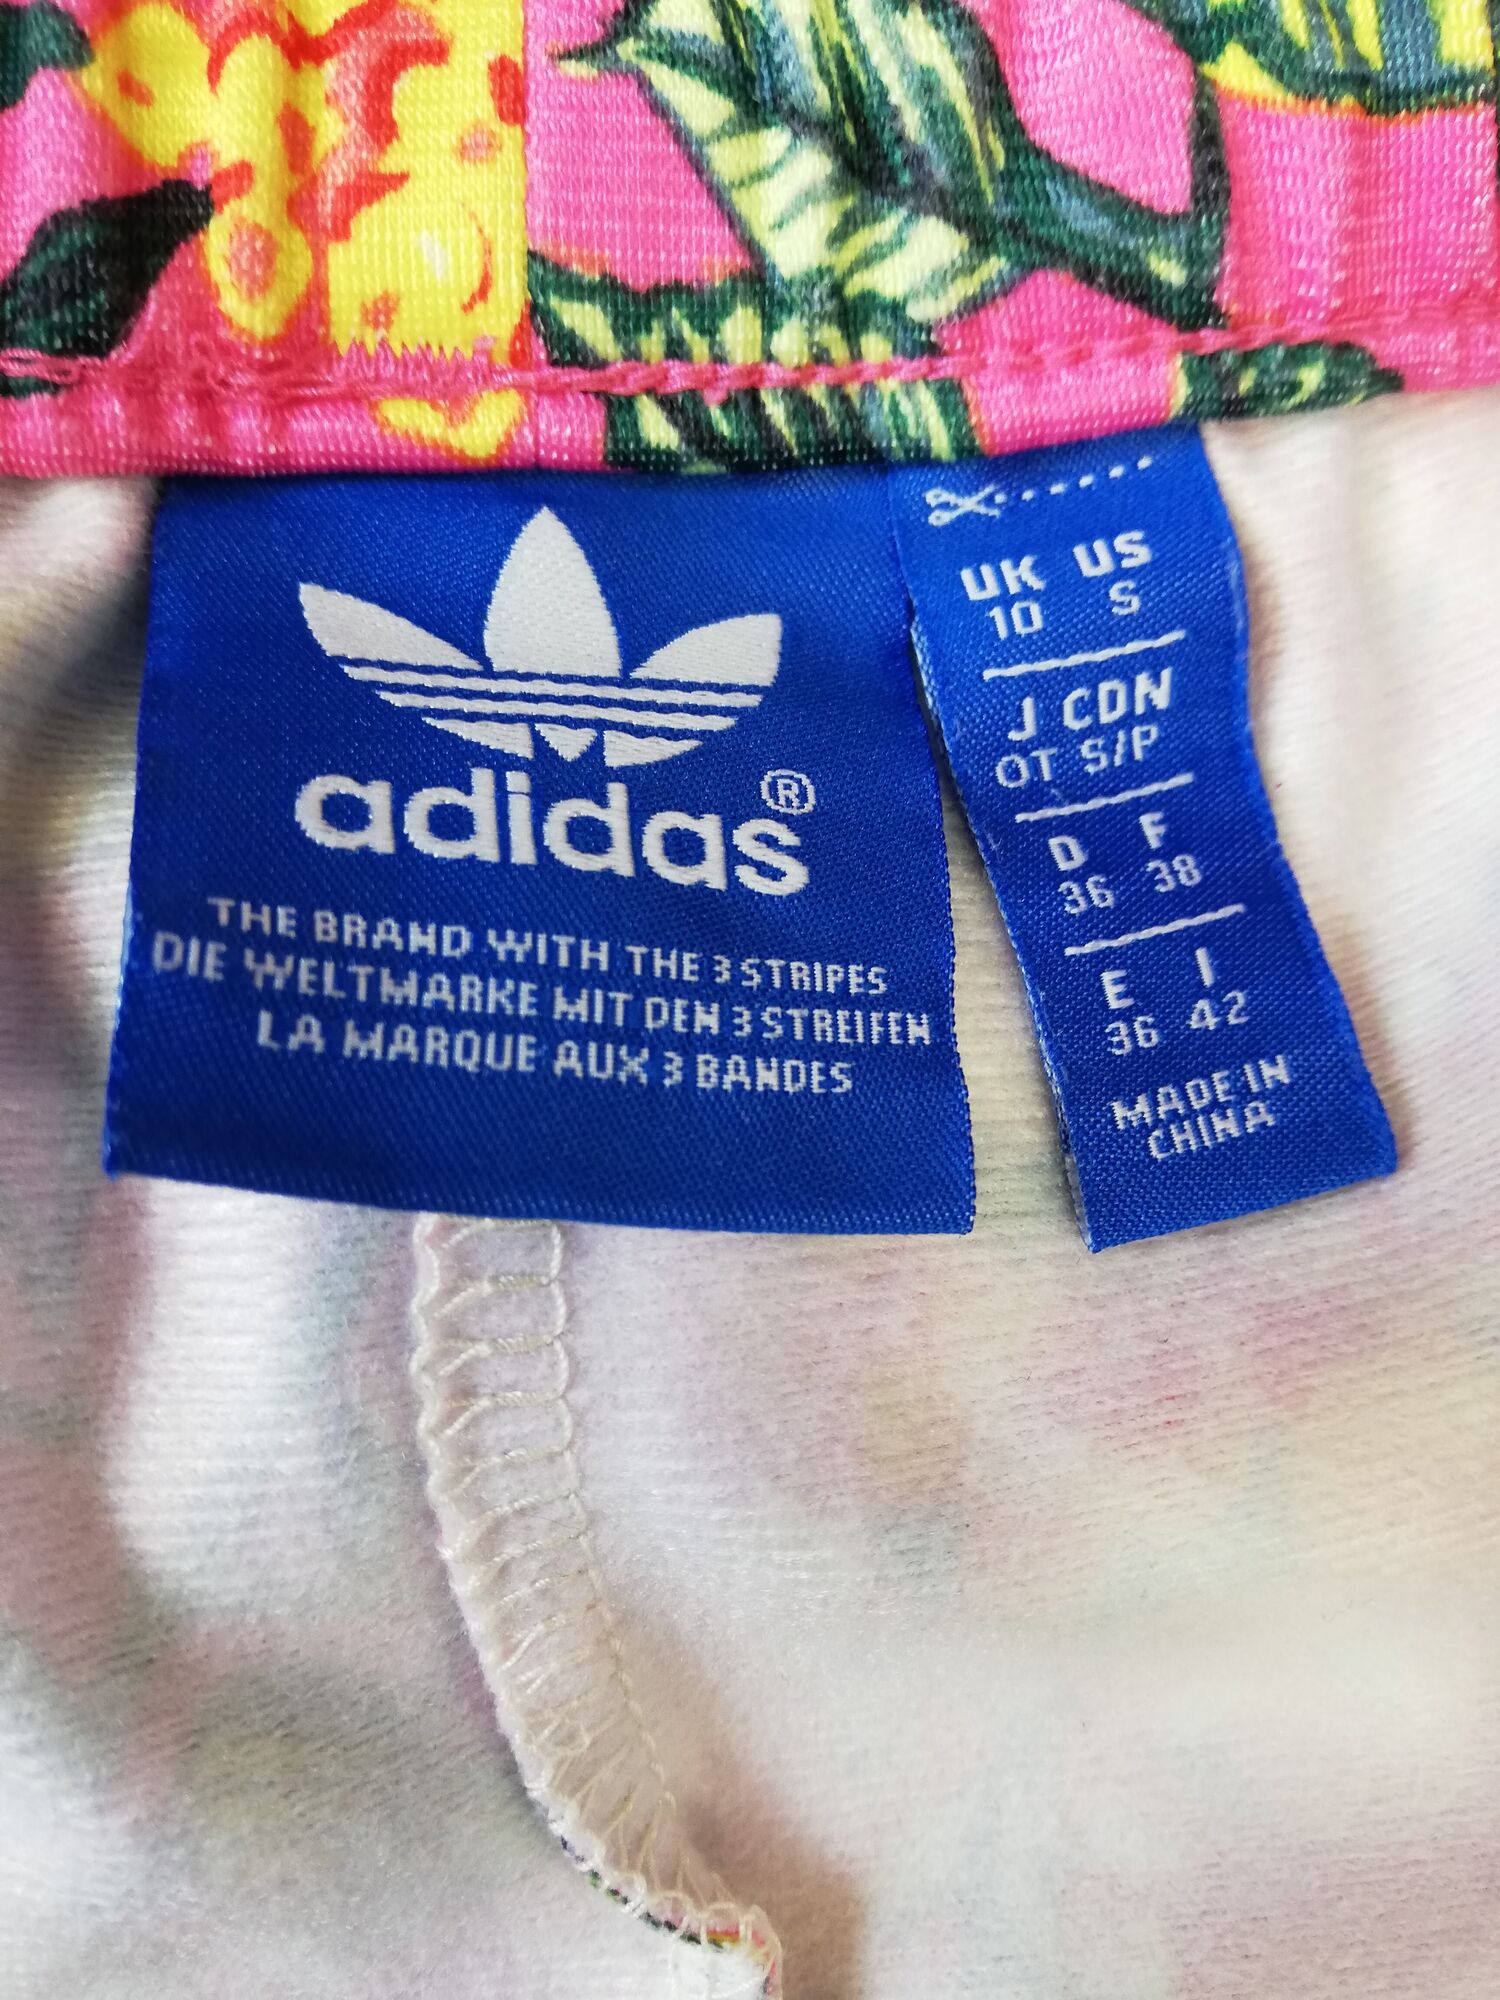 adidas®
THE BRAND WITH THE 3 STRIPES
DIE WELTMARKE MIT DEN 3 STREIFEN
LA MARQUE AUX 3 BANDES
UK US
10 S
J CDN
OT S/P
D F
36 38
E I
36 42
MADE IN
CHINA